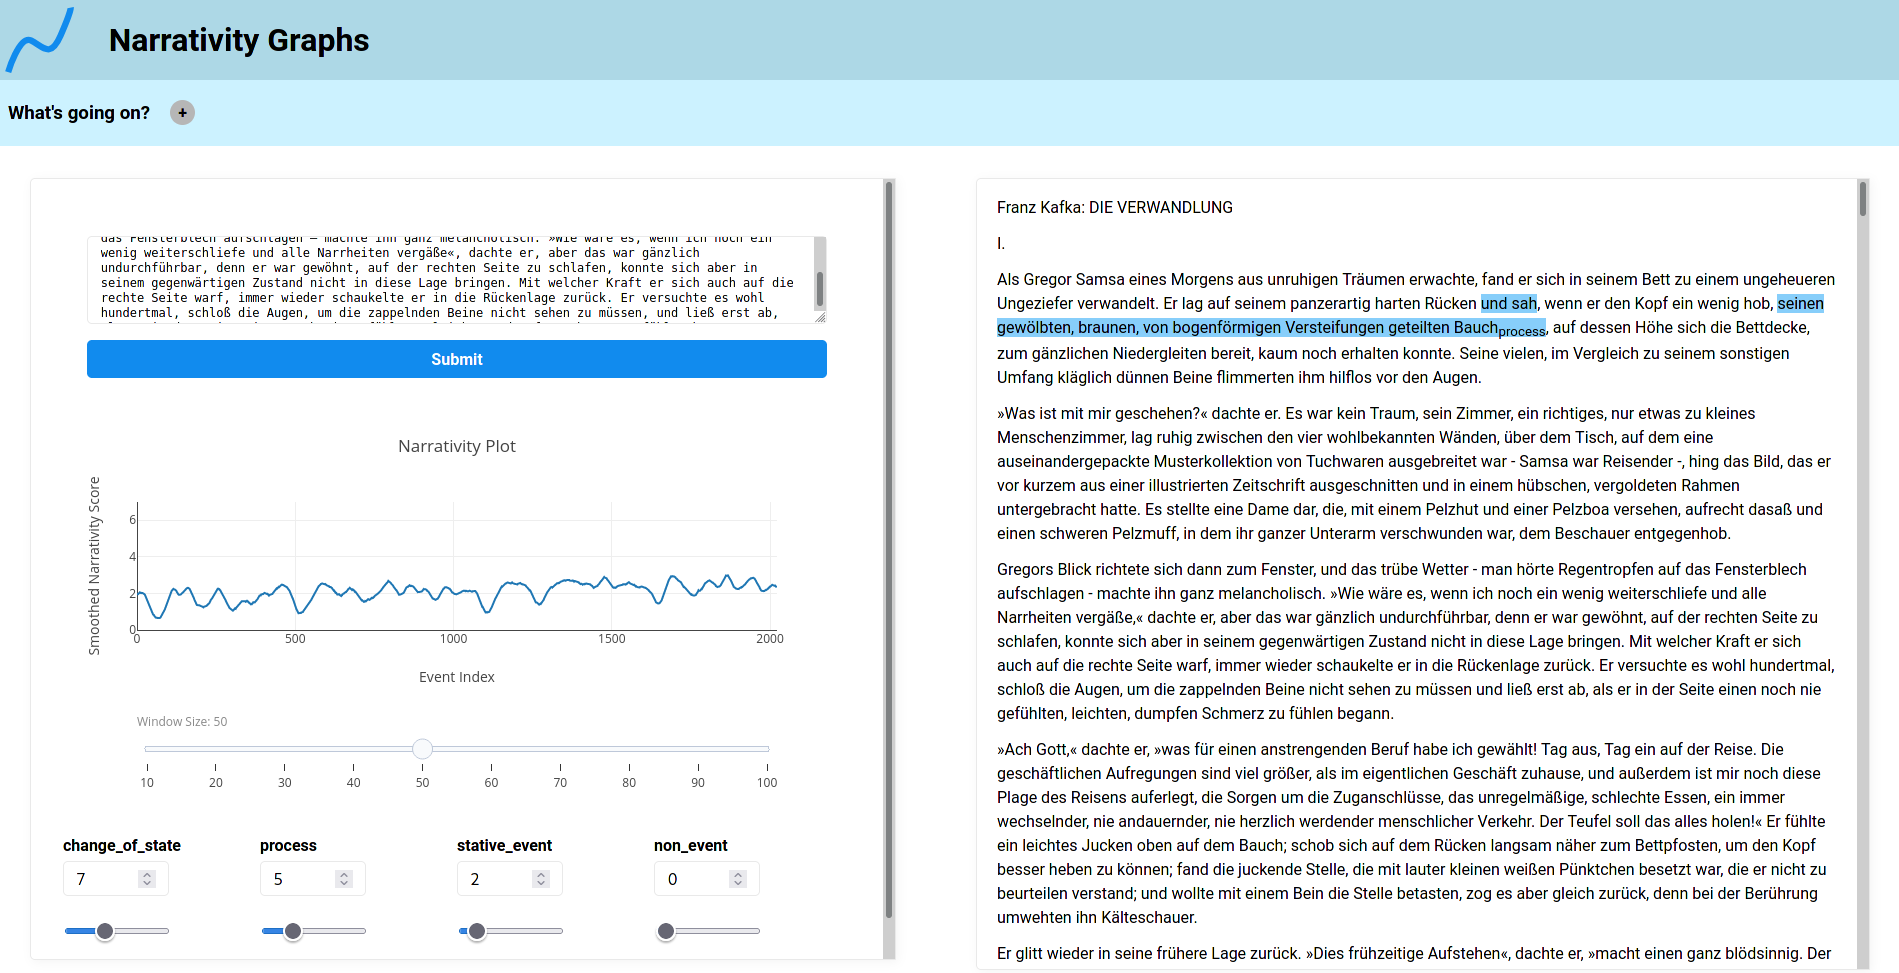 Narrativity Graphs
What's going on? +
das Fensterblech aufschlagen – machte ihn ganz melancholisch. »Wie wäre es, wenn ich noch ein
wenig weiterschliefe und alle Narrheiten vergäße«, dachte er, aber das war gänzlich
undurchführbar, denn er war gewöhnt, auf der rechten Seite zu schlafen, konnte sich aber in
seinem gegenwärtigen Zustand nicht in diese Lage bringen. Mit welcher Kraft er sich auch auf die
rechte Seite warf, immer wieder schaukelte er in die Rückenlage zurück. Er versuchte es wohl
hundertmal, schloß die Augen, um die zappelnden Beine nicht sehen zu müssen, und ließ erst ab,
Submit
Narrativity Plot
Smoothed Narrativity Score
6
4
2
0
0 500 1000 1500 2000
Event Index
Window Size: 50
10 20 30 40 50 60 70 80 90 100
change_of_state process stative_event non_event
7 5 2 0
Franz Kafka: DIE VERWANDLUNG
I.
Als Gregor Samsa eines Morgens aus unruhigen Träumen erwachte, fand er sich in seinem Bett zu einem ungeheueren
Ungeziefer verwandelt. Er lag auf seinem panzerartig harten Rücken und sah, wenn er den Kopf ein wenig hob, seinen
gewölbten, braunen, von bogenförmigen Versteifungen geteilten Bauch process, auf dessen Höhe sich die Bettdecke,
zum gänzlichen Niedergleiten bereit, kaum noch erhalten konnte. Seine vielen, im Vergleich zu seinem sonstigen
Umfang kläglich dünnen Beine flimmerten ihm hilflos vor den Augen.
»Was ist mit mir geschehen?« dachte er. Es war kein Traum, sein Zimmer, ein richtiges, nur etwas zu kleines
Menschenzimmer, lag ruhig zwischen den vier wohlbekannten Wänden, über dem Tisch, auf dem eine
auseinandergepackte Musterkollektion von Tuchwaren ausgebreitet war - Samsa war Reisender -, hing das Bild, das er
vor kurzem aus einer illustrierten Zeitschrift ausgeschnitten und in einem hübschen, vergoldeten Rahmen
untergebracht hatte. Es stellte eine Dame dar, die, mit einem Pelzhut und einer Pelzboa versehen, aufrecht dasaß und
einen schweren Pelzmuff, in dem ihr ganzer Unterarm verschwunden war, dem Beschauer entgegenhob.
Gregors Blick richtete sich dann zum Fenster, und das trübe Wetter - man hörte Regentropfen auf das Fensterblech
aufschlagen - machte ihn ganz melancholisch. »Wie wäre es, wenn ich noch ein wenig weiterschliefe und alle
Narrheiten vergäße,« dachte er, aber das war gänzlich undurchführbar, denn er war gewöhnt, auf der rechten Seite zu
schlafen, konnte sich aber in seinem gegenwärtigen Zustand nicht in diese Lage bringen. Mit welcher Kraft er sich
auch auf die rechte Seite warf, immer wieder schaukelte er in die Rückenlage zurück. Er versuchte es wohl hundertmal,
schloß die Augen, um die zappelnden Beine nicht sehen zu müssen und ließ erst ab, als er in der Seite einen noch nie
gefühlten, leichten, dumpfen Schmerz zu fühlen begann.
»Ach Gott,« dachte er, »was für einen anstrengenden Beruf habe ich gewählt! Tag aus, Tag ein auf der Reise. Die
geschäftlichen Aufregungen sind viel größer, als im eigentlichen Geschäft zuhause, und außerdem ist mir noch diese
Plage des Reisens auferlegt, die Sorgen um die Zuganschlüsse, das unregelmäßige, schlechte Essen, ein immer
wechselnder, nie andauernder, nie herzlich werdender menschlicher Verkehr. Der Teufel soll das alles holen!« Er fühlte
ein leichtes Jucken oben auf dem Bauch; schob sich auf dem Rücken langsam näher zum Bettpfosten, um den Kopf
besser heben zu können; fand die juckende Stelle, die mit lauter kleinen weißen Pünktchen besetzt war, die er nicht zu
beurteilen verstand; und wollte mit einem Bein die Stelle betasten, zog es aber gleich zurück, denn bei der Berührung
umwehten ihn Kälteschauer.
Er glitt wieder in seine frühere Lage zurück. »Dies frühzeitige Aufstehen«, dachte er, »macht einen ganz blödsinnig. Der